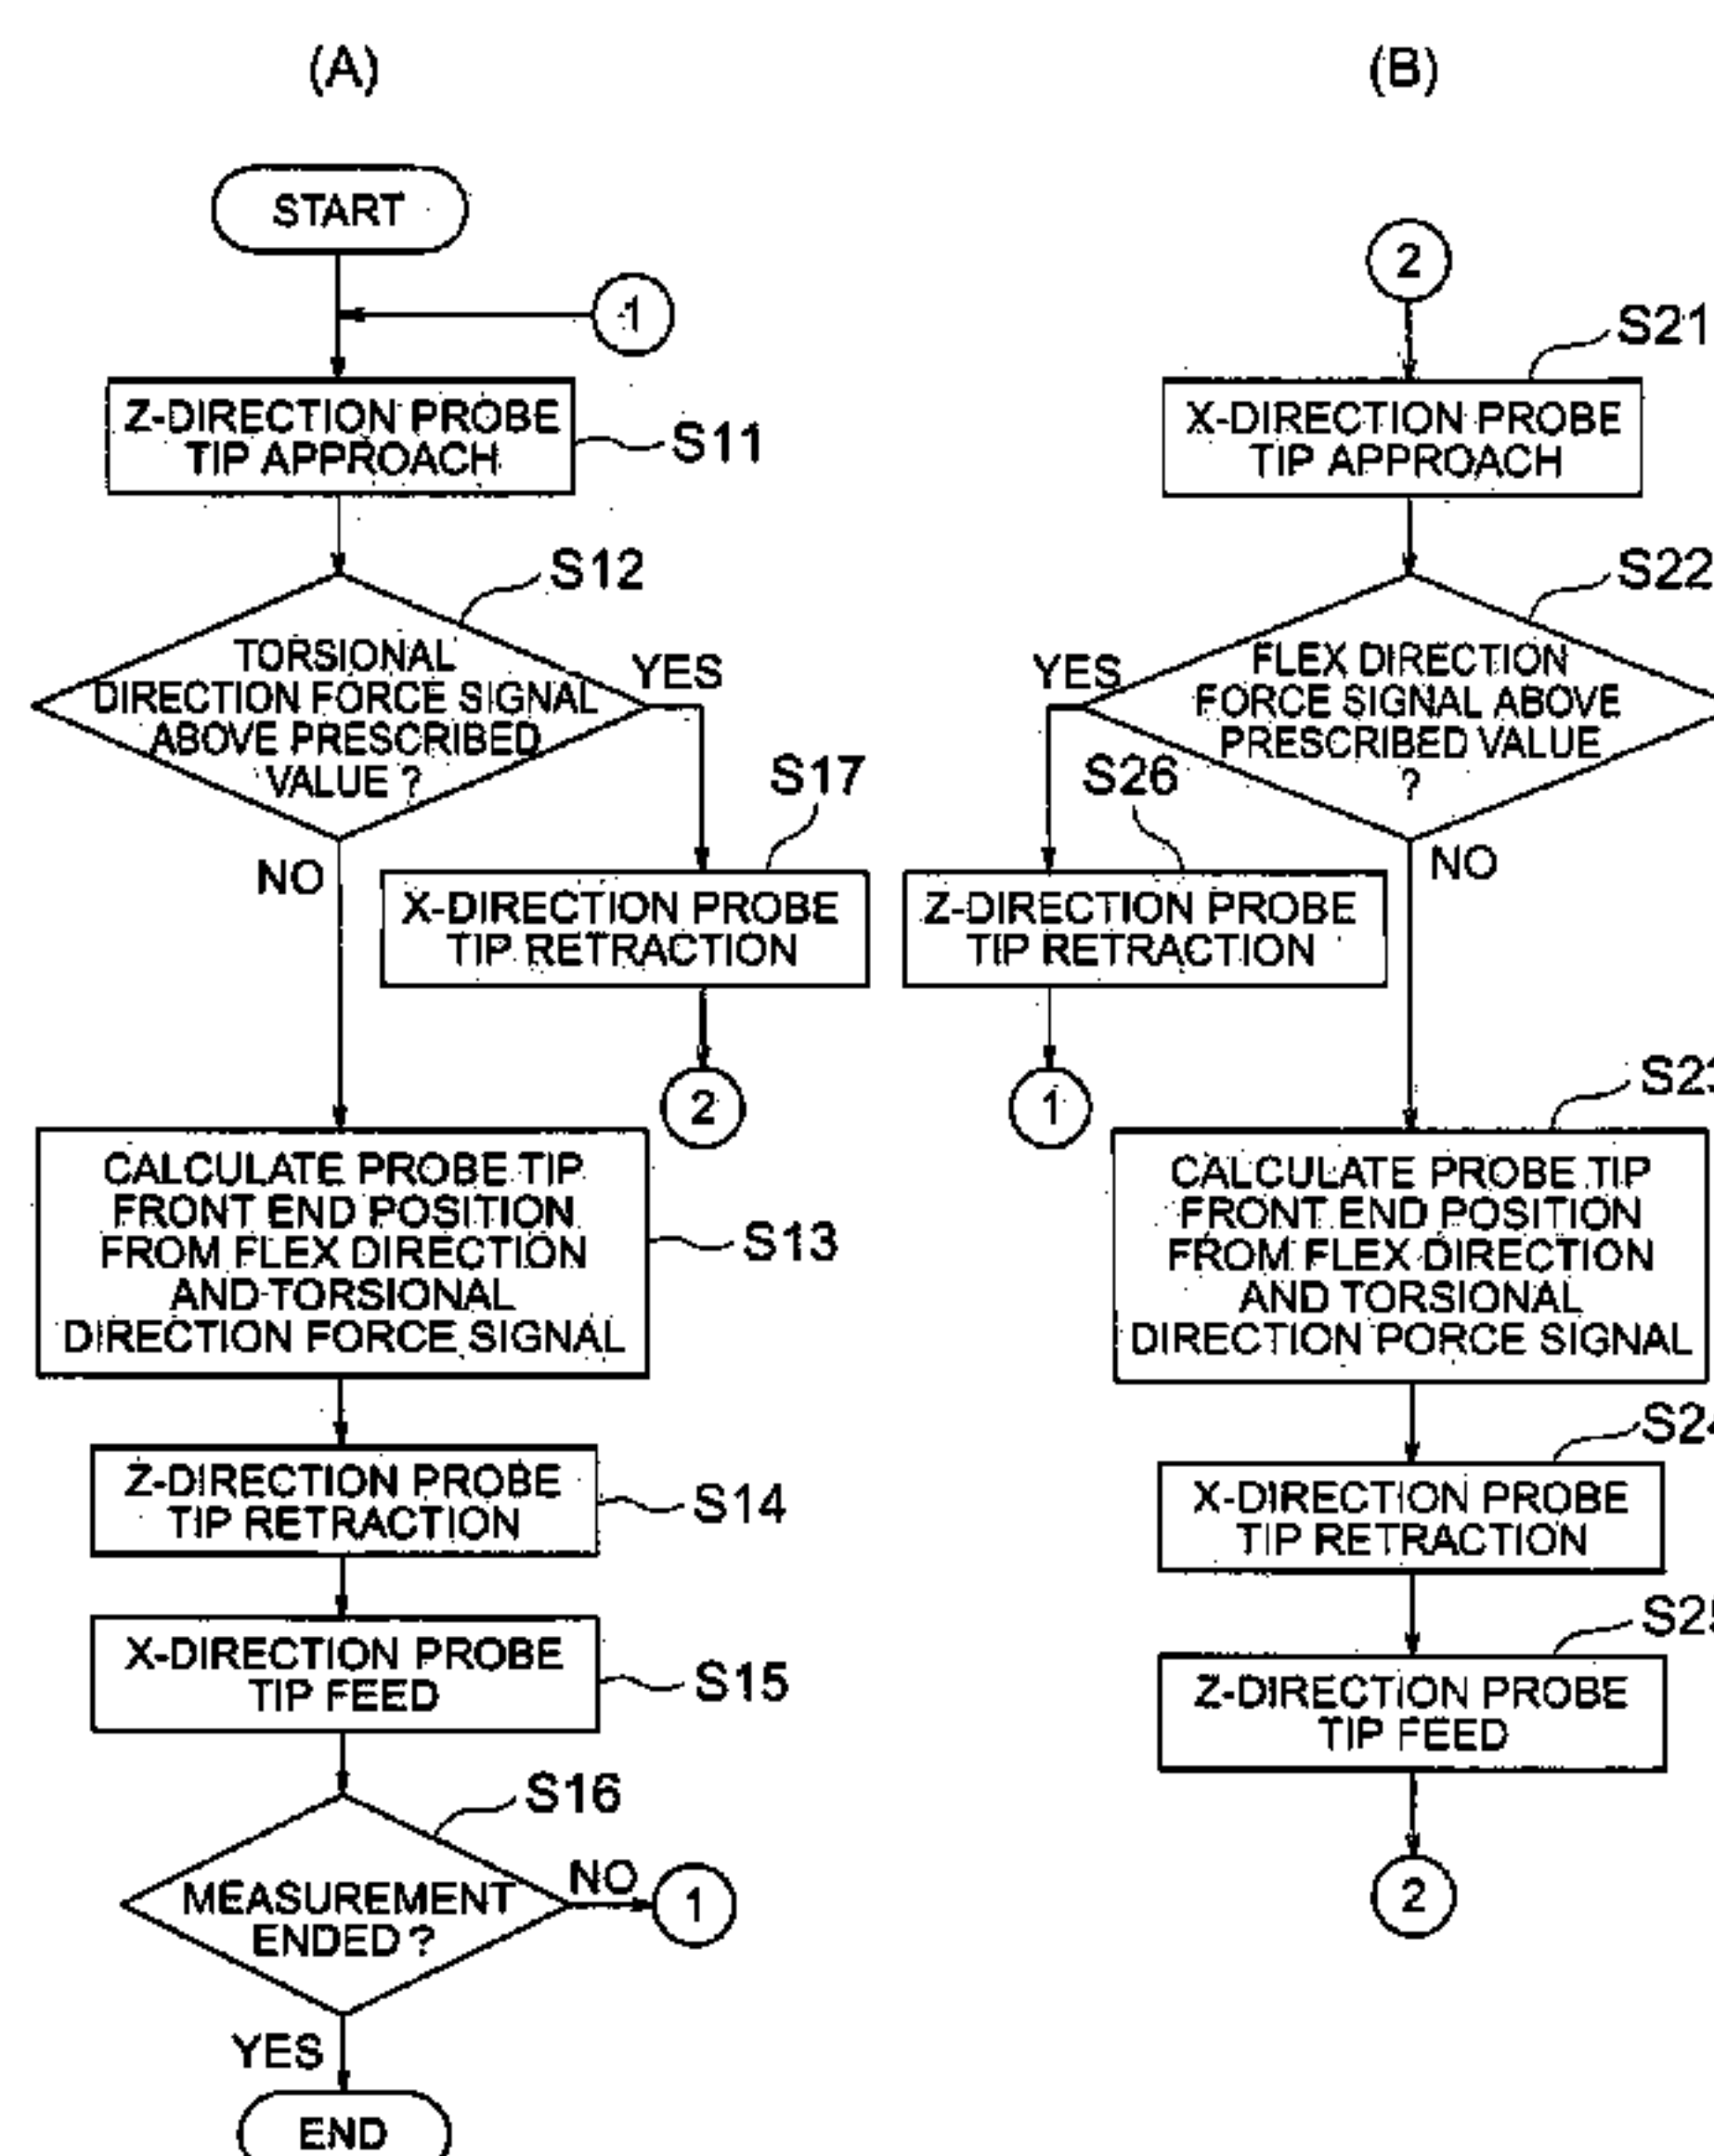 (A)
START
1
Z-DIRECTION PROBE
TIP APPROACH
S11
S12
TORSIONAL
DIRECTION FORCE SIGNAL
ABOVE PRESCRIBED
VALUE ?
YES
NO
S17
X-DIRECTION PROBE
TIP RETRACTION
2
CALCULATE PROBE TIP
FRONT END POSITION
FROM FLEX DIRECTION
AND TORSIONAL
DIRECTION FORCE SIGNAL
S13
Z-DIRECTION PROBE
TIP RETRACTION
S14
X-DIRECTION PROBE
TIP FEED
S15
S16
MEASUREMENT
ENDED ?
NO
1
YES
END
(B)
2
S21
X-DIRECTION PROBE
TIP APPROACH
S22
FLEX DIRECTION
FORCE SIGNAL ABOVE
PRESCRIBED VALUE
?
YES
NO
S26
Z-DIRECTION PROBE
TIP RETRACTION
1
S23
CALCULATE PROBE TIP
FRONT END POSITION
FROM FLEX DIRECTION
AND TORSIONAL
DIRECTION PORCE SIGNAL
S24
X-DIRECTION PROBE
TIP RETRACTION
S25
Z-DIRECTION PROBE
TIP FEED
2